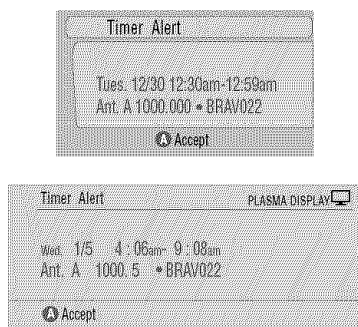 Timer Alert
Tues. 12/30 12:30am-12:59am
Ant. A 1000.000 • BRAV022
A Accept
Timer Alert
PLASMA DISPLAY
Wed. 1/5 4 : 06am- 9 : 08am
Ant. A 1000. 5 • BRAV022
A Accept